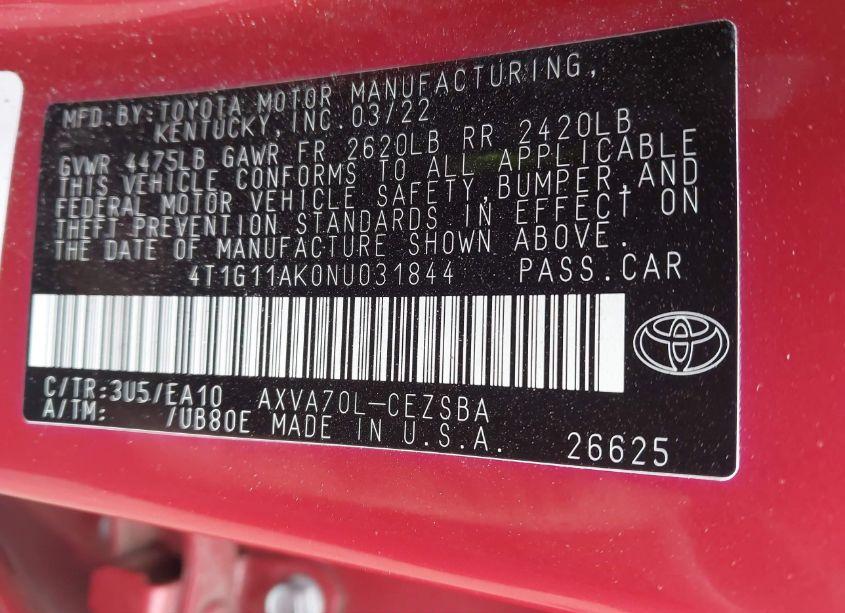 MFD.BY:TOYOTA MOTOR MANUFACTURING,
KENTUCKY,INC.03/22
GVWR 4475LB GAWR FR 2620LB RR 2420LB
THIS VEHICLE CONFORMS TO ALL APPLICABLE
FEDERAL MOTOR VEHICLE SAFETY,BUMPER,AND
THEFT PREVENTION STANDARDS IN EFFECT ON
THE DATE OF MANUFACTURE SHOWN ABOVE.
4T1G11AK0NU031844 PASS.CAR
C/TR:3U5/EA10 AXVA70L-CEZSBA
A/TM: /UB80E MADE IN U.S.A. 26625